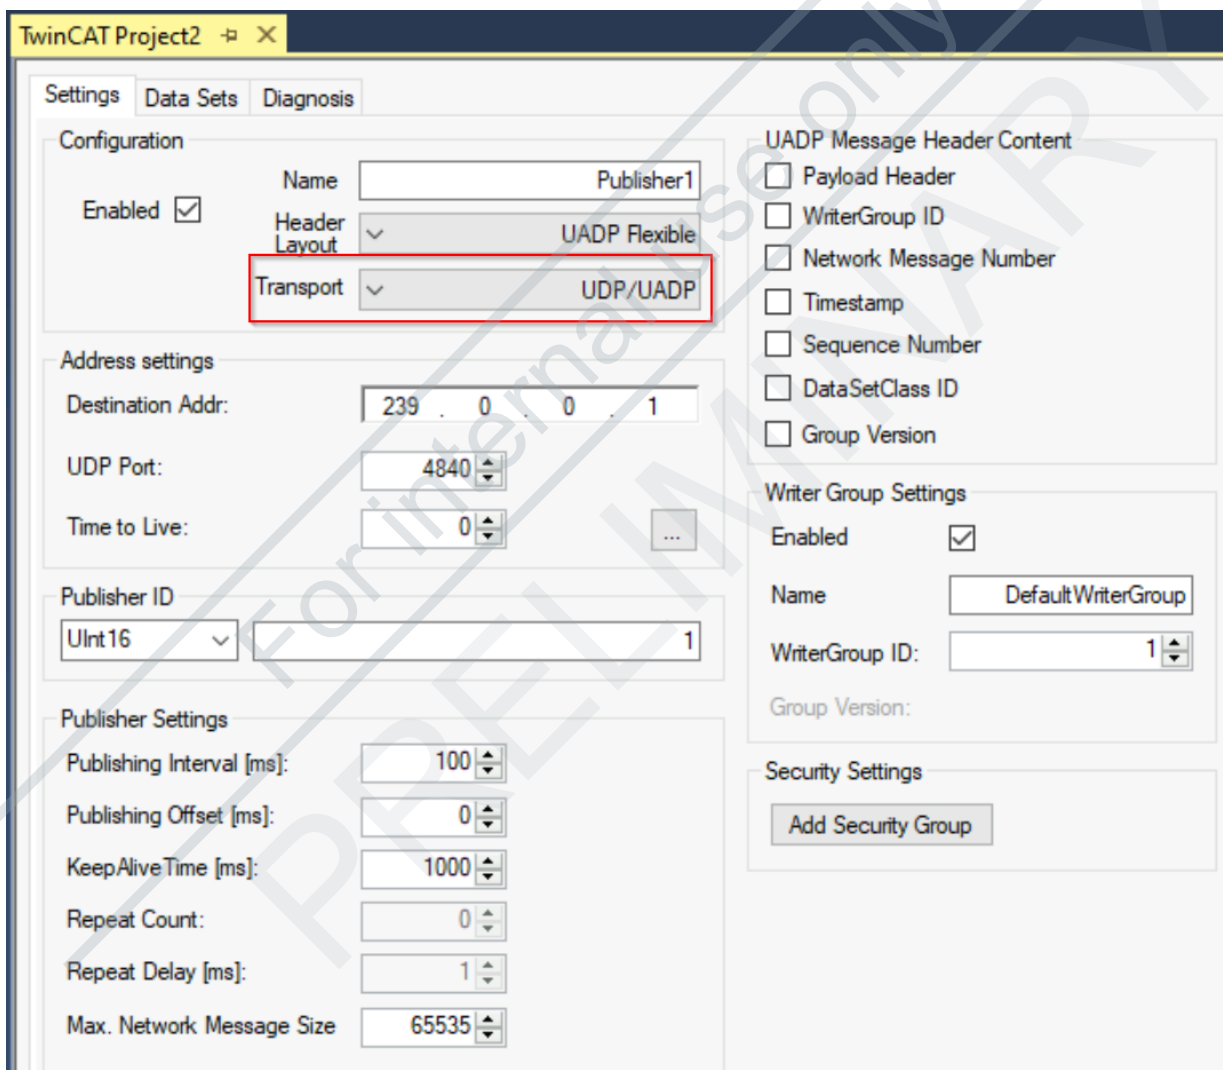 TwinCAT Project2
Settings Data Sets Diagnosis
Configuration
Enabled
Name Publisher1
Header Layout UADP Flexible
Transport UDP/UADP
Address settings
Destination Addr: 239 . 0 . 0 . 1
UDP Port: 4840
Time to Live: 0 ...
Publisher ID
UInt16 1
Publisher Settings
Publishing Interval [ms]: 100
Publishing Offset [ms]: 0
KeepAliveTime [ms]: 1000
Repeat Count: 0
Repeat Delay [ms]: 1
Max. Network Message Size 65535
UADP Message Header Content
Payload Header
WriterGroup ID
Network Message Number
Timestamp
Sequence Number
DataSetClass ID
Group Version
Writer Group Settings
Enabled
Name DefaultWriterGroup
WriterGroup ID: 1
Group Version:
Security Settings
Add Security Group
For internal use only
PRELIMINARY